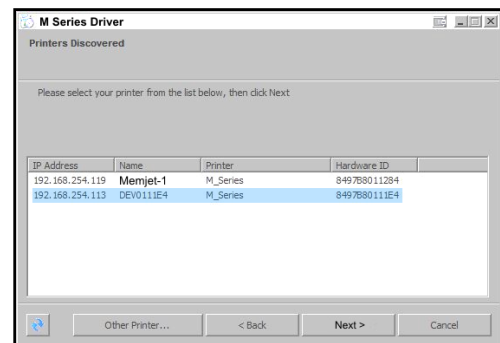 M Series Driver
Printers Discovered
Please select your printer from the list below, then click Next
IP Address Name Printer Hardware ID
192.168.254.119 Memjet-1 M_Series 8497B8011284
192.168.254.113 DEV0111E4 M_Series 8497B80111E4
Other Printer... < Back Next > Cancel